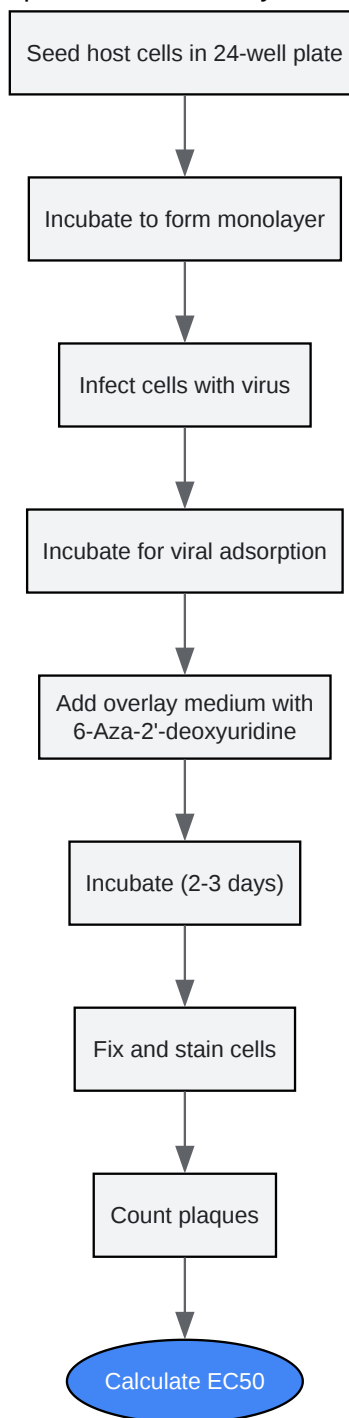 Seed host cells in 24-well plate
Incubate to form monolayer
Infect cells with virus
Incubate for viral adsorption
Add overlay medium with
6-Aza-2'-deoxyuridine
Incubate (2-3 days)
Fix and stain cells
Count plaques
Calculate EC50